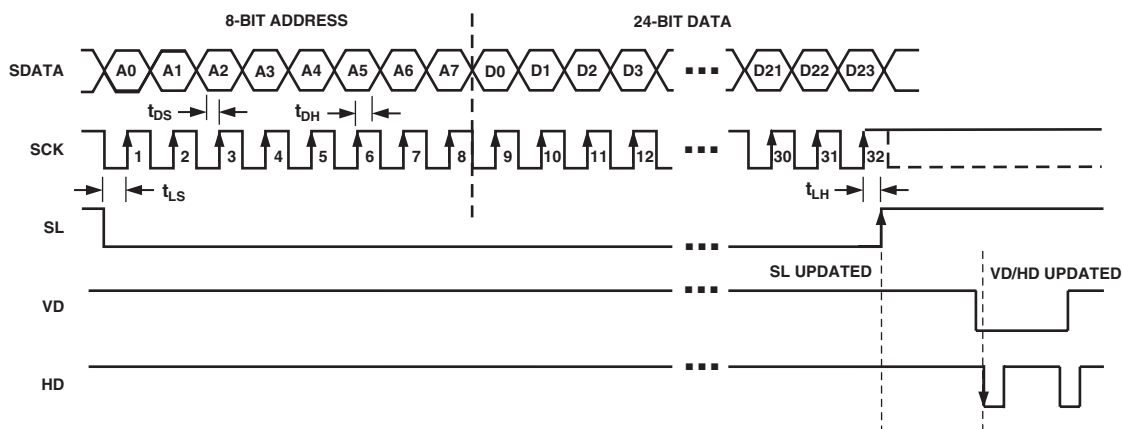 8-BIT ADDRESS 24-BIT DATA
SDATA A0 A1 A2 A3 A4 A5 A6 A7 D0 D1 D2 D3 D21 D22 D23
tDS tDH
SCK 1 2 3 4 5 6 7 8 9 10 11 12 30 31 32
tLS tLH
SL
SL UPDATED VD/HD UPDATED
VD
HD